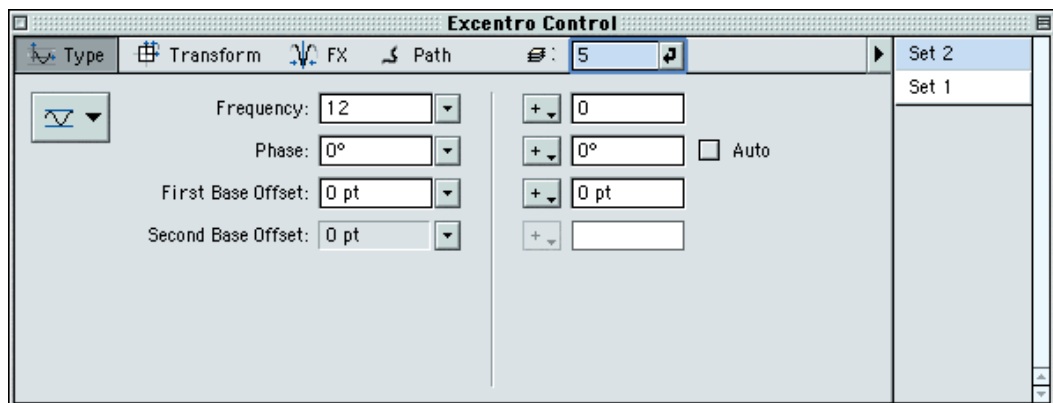 Excentro Control
Type Transform FX Path : 5 Set 2
Set 1
Frequency: 12 + 0
Phase: 0° + 0° Auto
First Base Offset: 0 pt + 0 pt
Second Base Offset: 0 pt +